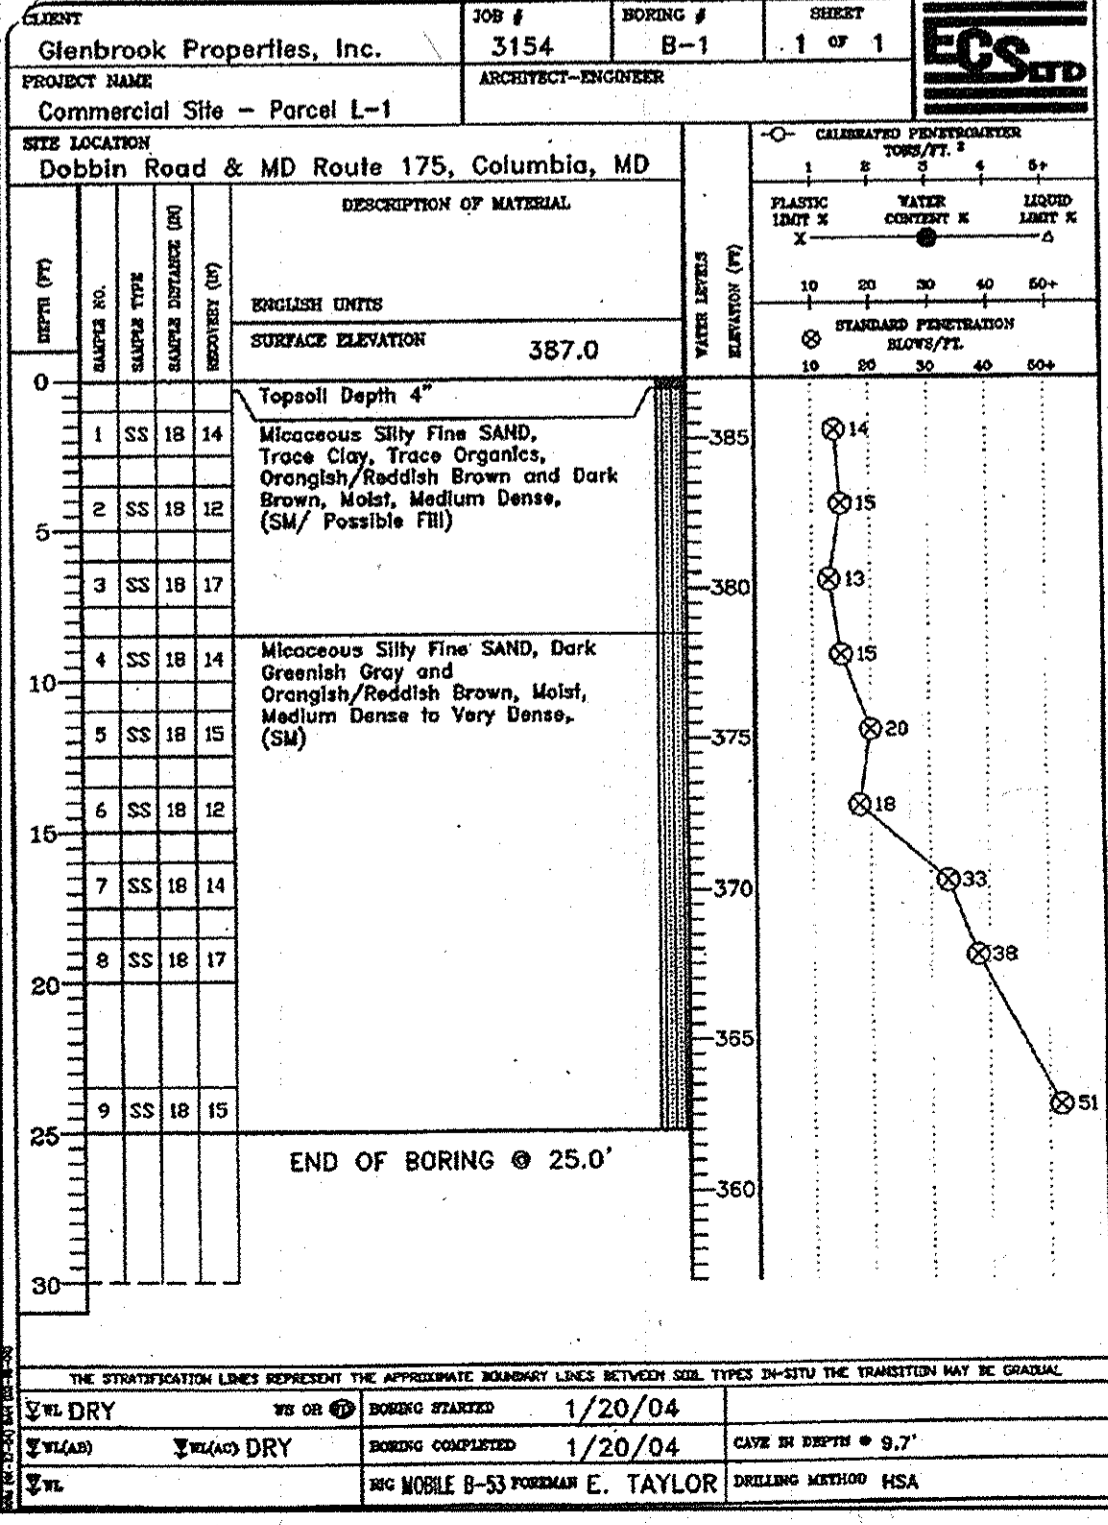 CLIENT
Glenbrook Properties, Inc.
JOB #
3154
BORING #
B-1
SHEET
1 OF 1
ECS LTD
PROJECT NAME
Commercial Site - Parcel L-1
ARCHITECT-ENGINEER
SITE LOCATION
Dobbin Road & MD Route 175, Columbia, MD
DEPTH (FT)
SAMPLE NO.
SAMPLE TYPE
SAMPLE DISTANCE (IN)
RECOVERY (IN)
DESCRIPTION OF MATERIAL
ENGLISH UNITS
SURFACE ELEVATION 387.0
WATER LEVELS
ELEVATION (FT)
CALIBRATED PENETROMETER
TONS/FT. 2
1 2 3 4 5+
PLASTIC LIMIT %
WATER CONTENT %
LIQUID LIMIT %
X
10 20 30 40 50+
STANDARD PENETRATION
BLOWS/FT.
10 20 30 40 50+
0
Topsoil Depth 4"
1 SS 18 14
Micaceous Silty Fine SAND,
Trace Clay, Trace Organics,
Orangish/Reddish Brown and Dark
Brown, Moist, Medium Dense,
(SM/ Possible Fill)
385
14
2 SS 18 12
15
5
3 SS 18 17
380
13
4 SS 18 14
Micaceous Silty Fine SAND, Dark
Greenish Gray and
Orangish/Reddish Brown, Moist,
Medium Dense to Very Dense,
(SM)
15
10
5 SS 18 15
375
20
6 SS 18 12
18
15
7 SS 18 14
370
33
8 SS 18 17
38
20
365
9 SS 18 15
51
25
END OF BORING @ 25.0'
360
30
THE STRATIFICATION LINES REPRESENT THE APPROXIMATE BOUNDARY LINES BETWEEN SOIL TYPES IN-SITU THE TRANSITION MAY BE GRADUAL
WL DRY WS OR WD
BORING STARTED 1/20/04
WL(AB) WL(AC) DRY
BORING COMPLETED 1/20/04
CAVE IN DEPTH @ 9.7'
WL
RIG MOBILE B-53 FOREMAN E. TAYLOR
DRILLING METHOD HSA